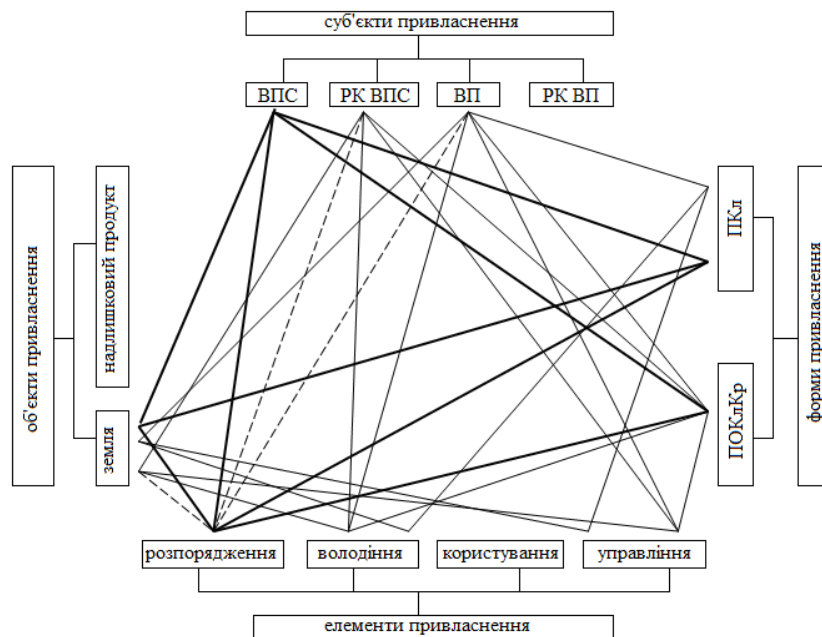 суб'єкти привласнення
ВПС
РК ВПС
ВП
РК ВП
об'єкти привласнення
надлишковий продукт
земля
ПКл
ПОКлКр
форми привласнення
розпорядження
володіння
користування
управління
елементи привласнення